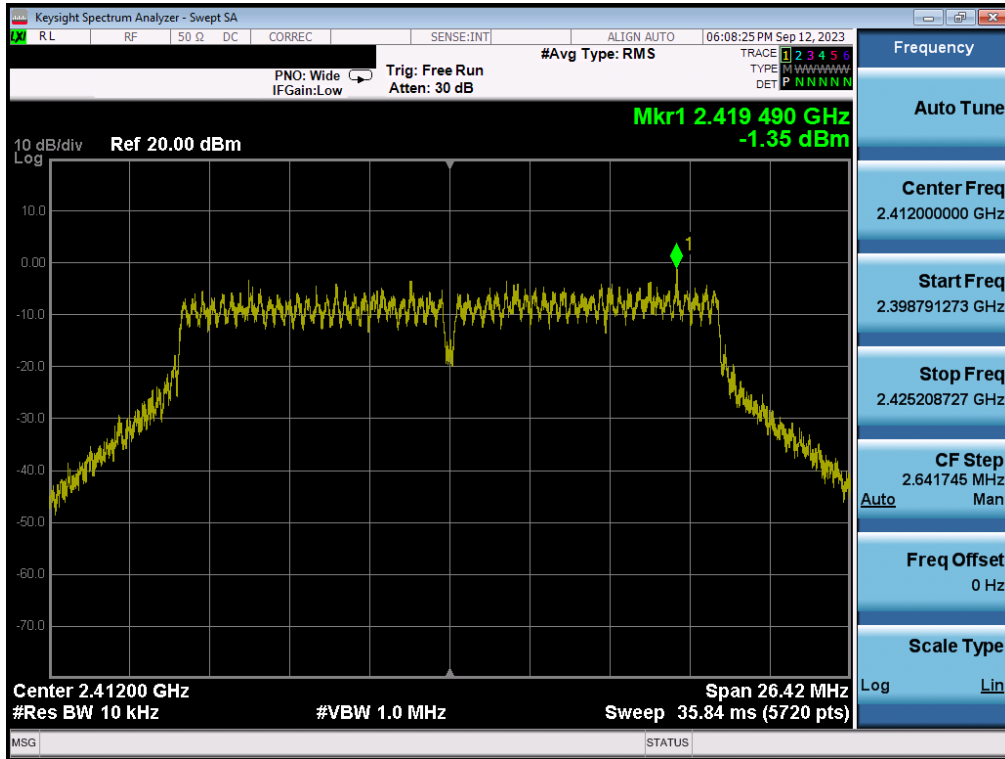 Keysight Spectrum Analyzer - Swept SA
LXI RL RF 50 Ω DC CORREC SENSE:INT ALIGN AUTO 06:08:25 PM Sep 12, 2023
#Avg Type: RMS TRACE 1 2 3 4 5 6
PNO: Wide Trig: Free Run TYPE M WWWWW
IFGain:Low Atten: 30 dB DET P N N N N N
Mkr1 2.419 490 GHz
-1.35 dBm
10 dB/div Ref 20.00 dBm
Log
10.0
1
0.00
-10.0
-20.0
-30.0
-40.0
-50.0
-60.0
-70.0
Center 2.41200 GHz Span 26.42 MHz
#Res BW 10 kHz #VBW 1.0 MHz Sweep 35.84 ms (5720 pts)
MSG STATUS
Frequency
Auto Tune
Center Freq
2.412000000 GHz
Start Freq
2.398791273 GHz
Stop Freq
2.425208727 GHz
CF Step
2.641745 MHz
Auto Man
Freq Offset
0 Hz
Scale Type
Log Lin